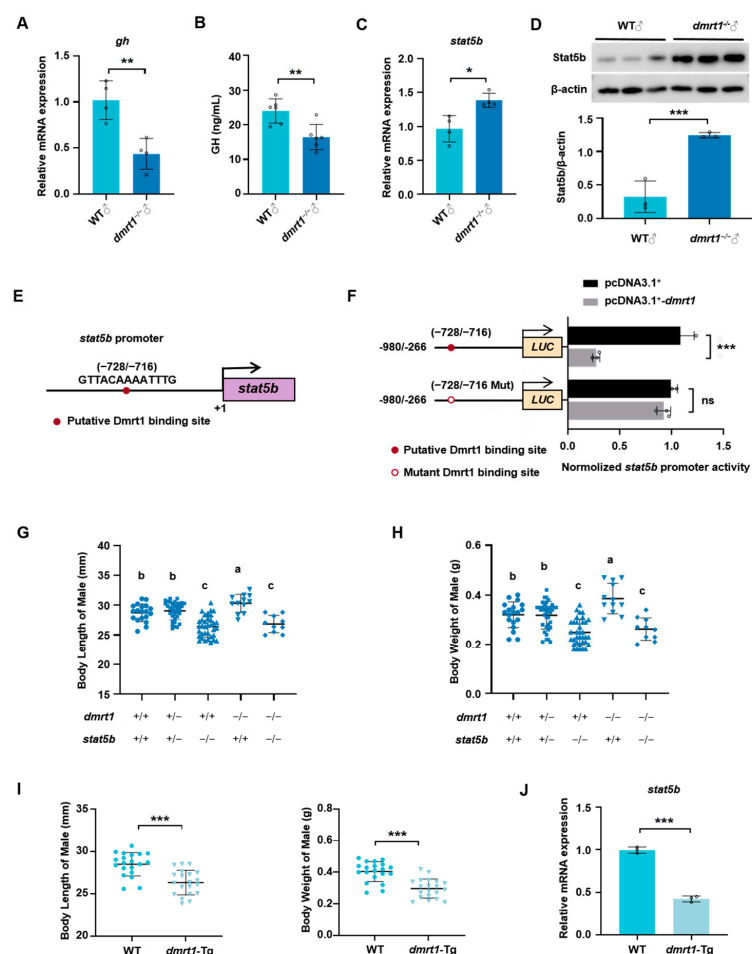 A
gh
**
Relative mRNA expression
1.5
1.0
0.5
0.0
WT♂
dmrt1⁻/⁻♂
B
**
GH (ng/mL)
40
30
20
10
0
WT♂
dmrt1⁻/⁻♂
C
stat5b
*
Relative mRNA expression
2.0
1.5
1.0
0.5
0.0
WT♂
dmrt1⁻/⁻♂
D
WT♂ dmrt1⁻/⁻♂
Stat5b
β-actin
***
Stat5b/β-actin
1.5
1.0
0.5
0.0
WT♂ dmrt1⁻/⁻♂
E
stat5b promoter
(−728/−716)
GTTACAAAATTTG
stat5b
+1
Putative Dmrt1 binding site
F
pcDNA3.1⁺
pcDNA3.1⁺-dmrt1
(−728/−716)
-980/-266 LUC
***
(−728/−716 Mut)
-980/-266 LUC
ns
0.0 0.5 1.0 1.5
Putative Dmrt1 binding site
Normalized stat5b promoter activity
Mutant Dmrt1 binding site
G
Body Length of Male (mm)
40
35
30
25
20
15
b b c a c
dmrt1 +/+ +/− +/+ −/− −/−
stat5b +/+ +/− −/− +/+ −/−
H
Body Weight of Male (g)
0.6
0.4
0.2
0.0
b b c a c
dmrt1 +/+ +/− +/+ −/− −/−
stat5b +/+ +/− −/− +/+ −/−
I
Body Length of Male (mm)
35
30
25
20
***
WT dmrt1-Tg
Body Weight of Male (g)
0.8
0.6
0.4
0.2
0.0
***
WT dmrt1-Tg
J
stat5b
***
Relative mRNA expression
1.5
1.0
0.5
0.0
WT dmrt1-Tg